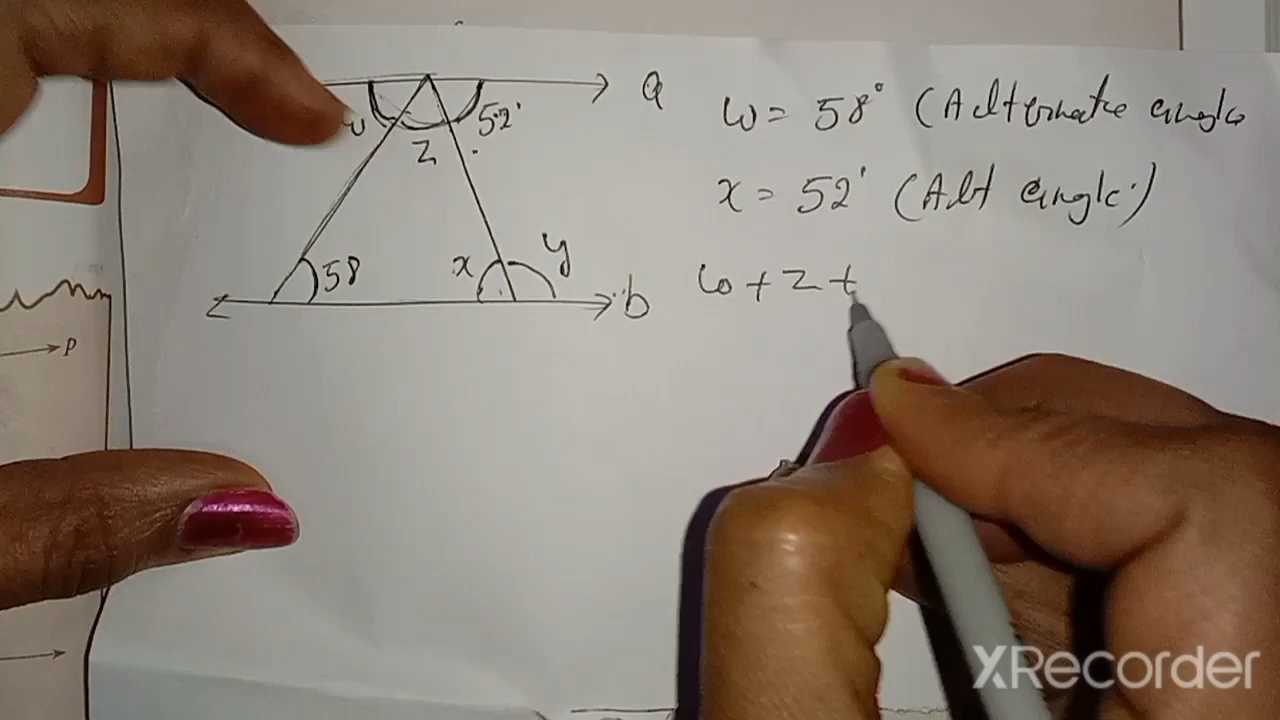 a
w
52°
z
58
x
y
b
w = 58° (Alternate angle
x = 52° (Alt angle)
w + z +
P
XRecorder